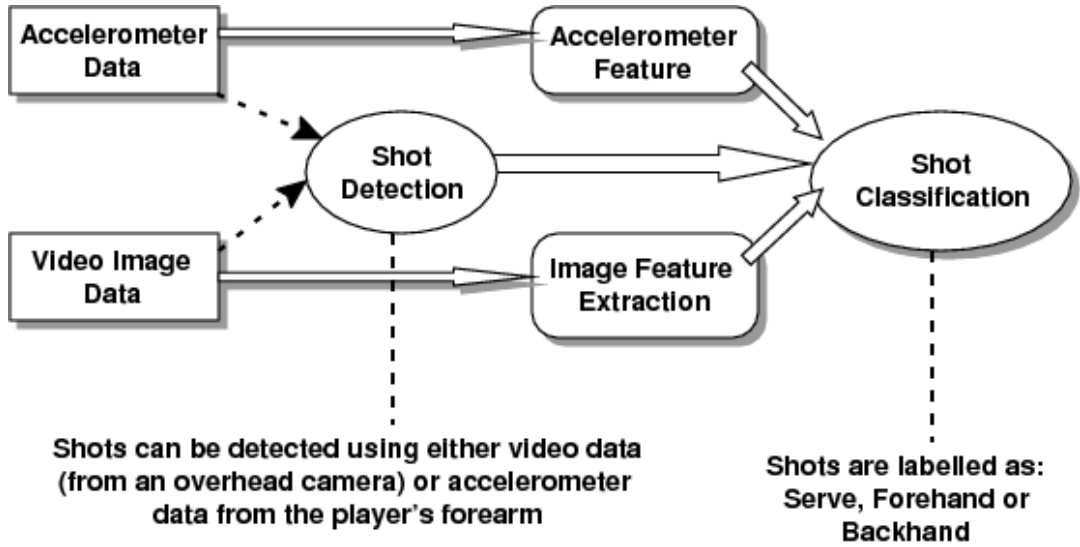 Accelerometer
Data
Accelerometer
Feature
Shot
Detection
Shot
Classification
Video Image
Data
Image Feature
Extraction
Shots can be detected using either video data
(from an overhead camera) or accelerometer
data from the player's forearm
Shots are labelled as:
Serve, Forehand or
Backhand